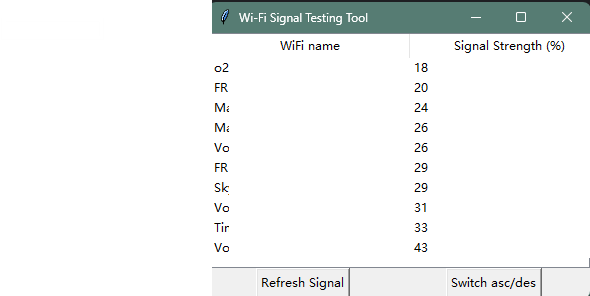 Wi-Fi Signal Testing Tool
WiFi name Signal Strength (%)
o2 18
FR 20
Ma 24
Ma 26
Vo 26
FR 29
Sky 29
Vo 31
Tir 33
Vo 43
Refresh Signal Switch asc/des